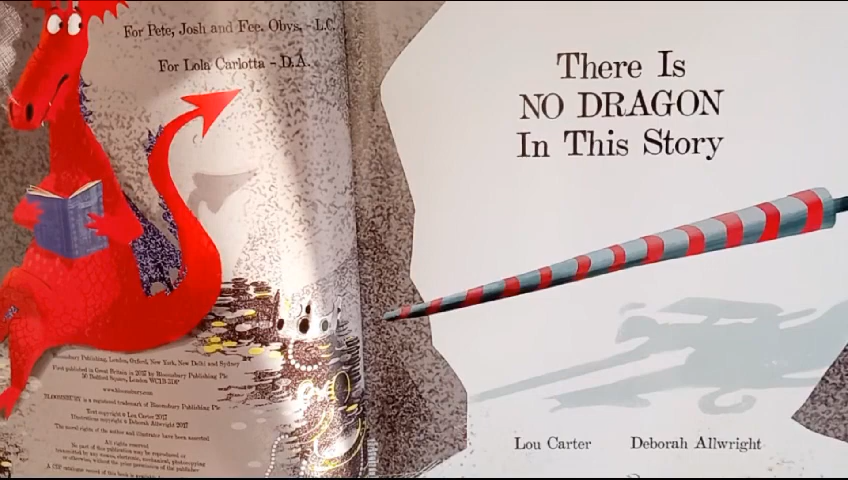 For Pete, Josh and Fee. Obvs. - L.C.
For Lola Carlotta - D.A.
Bloomsbury Publishing, London, Oxford, New York, New Delhi and Sydney
First published in Great Britain in 2017 by Bloomsbury Publishing Plc
50 Bedford Square, London WC1B 3DP
www.bloomsbury.com
BLOOMSBURY is a registered trademark of Bloomsbury Publishing Plc
Text copyright © Lou Carter 2017
Illustrations copyright © Deborah Allwright 2017
The moral rights of the author and illustrator have been asserted
All rights reserved
No part of this publication may be reproduced or
transmitted by any means, electronic, mechanical, photocopying
or otherwise, without the prior permission of the publisher
A CIP catalogue record of this book is available
There Is
NO DRAGON
In This Story
Lou Carter Deborah Allwright